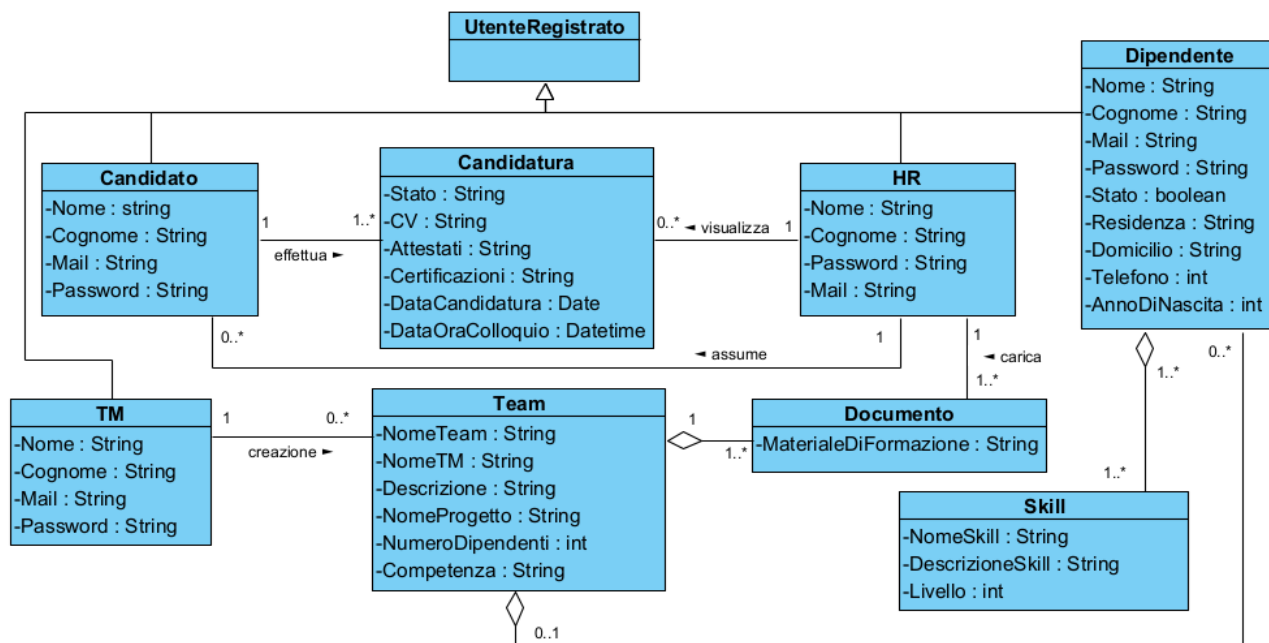 UtenteRegistrato
Dipendente
-Nome : String
-Cognome : String
-Mail : String
-Password : String
-Stato : boolean
-Residenza : String
-Domicilio : String
-Telefono : int
-AnnoDiNascita : int
Candidato
-Nome : string
-Cognome : String
-Mail : String
-Password : String
1
effettua ►
1..*
Candidatura
-Stato : String
-CV : String
-Attestati : String
-Certificazioni : String
-DataCandidatura : Date
-DataOraColloquio : Datetime
0..*
◄ visualizza
1
HR
-Nome : String
-Cognome : String
-Password : String
-Mail : String
0..*
◄ assume
1
1
◄ carica
1..*
0..*
1..*
TM
-Nome : String
-Cognome : String
-Mail : String
-Password : String
1
creazione ►
0..*
Team
-NomeTeam : String
-NomeTM : String
-Descrizione : String
-NomeProgetto : String
-NumeroDipendenti : int
-Competenza : String
1
1..*
Documento
-MaterialeDiFormazione : String
1..*
Skill
-NomeSkill : String
-DescrizioneSkill : String
-Livello : int
0..1